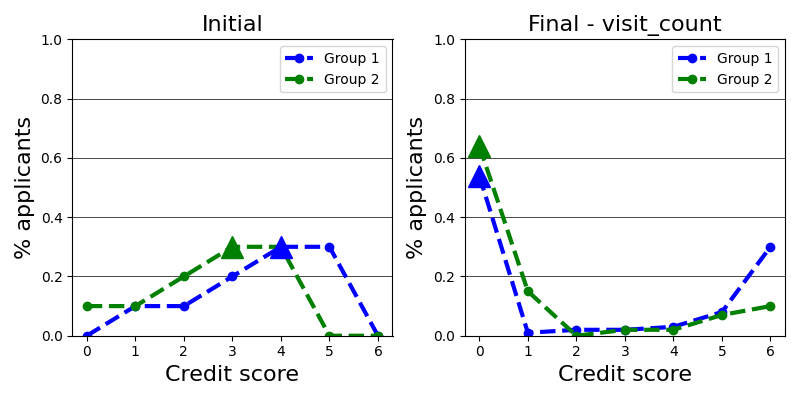 Initial
1.0
0.8
0.6
0.4
0.2
0.0
% applicants
0 1 2 3 4 5 6
Credit score
Group 1
Group 2
Final - visit_count
1.0
0.8
0.6
0.4
0.2
0.0
% applicants
0 1 2 3 4 5 6
Credit score
Group 1
Group 2